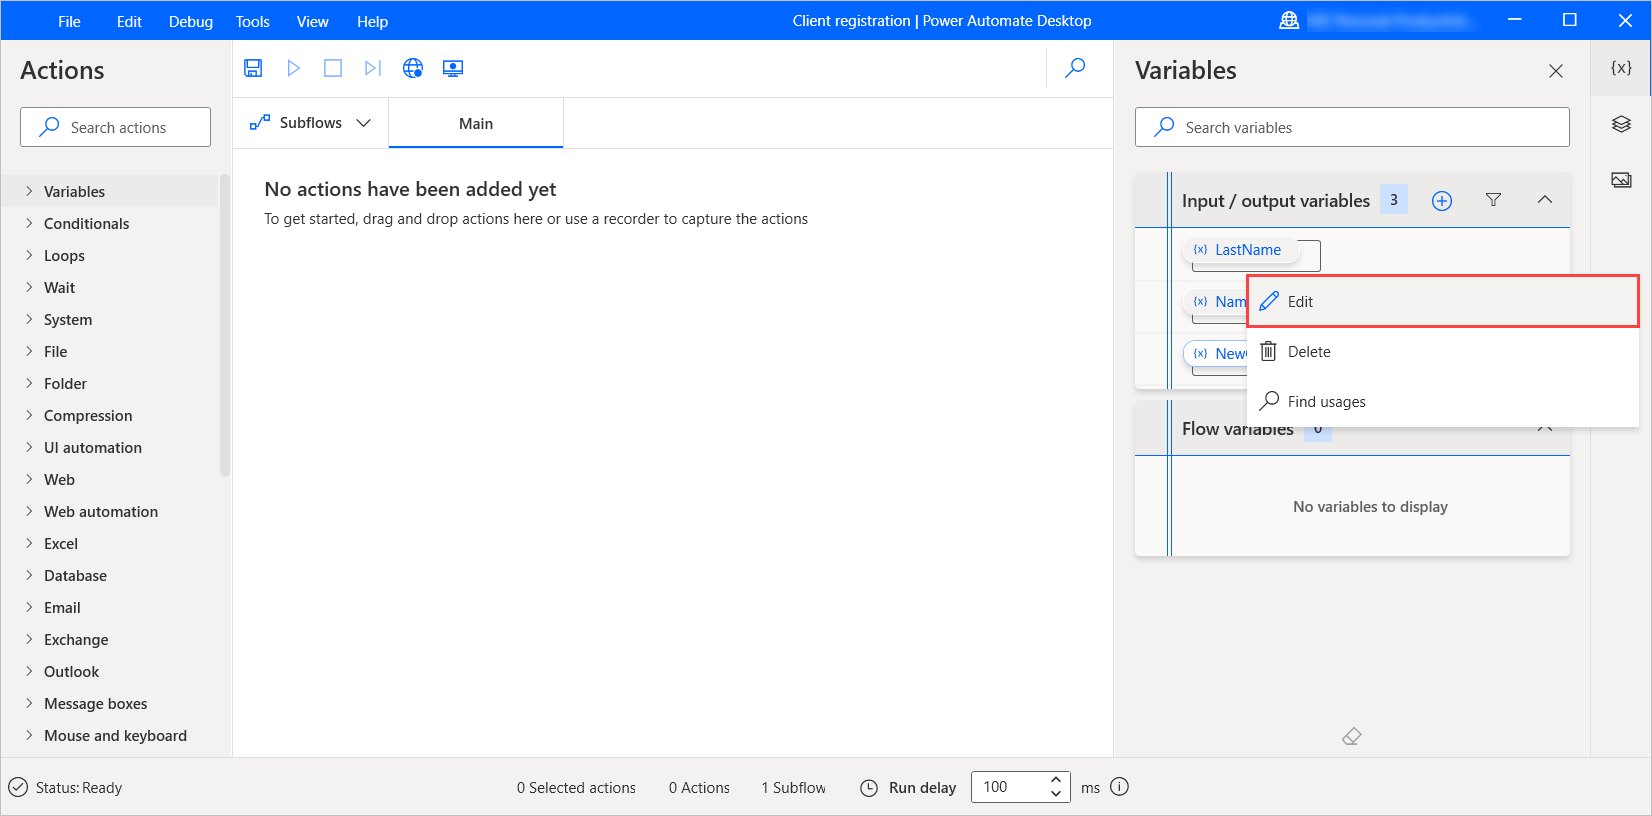 File Edit Debug Tools View Help
Client registration | Power Automate Desktop
Actions
Search actions
Variables
Conditionals
Loops
Wait
System
File
Folder
Compression
UI automation
Web
Web automation
Excel
Database
Email
Exchange
Outlook
Message boxes
Mouse and keyboard
Subflows
Main
No actions have been added yet
To get started, drag and drop actions here or use a recorder to capture the actions
Variables
{x}
Search variables
Input / output variables 3
{x} LastName
{x} Nam
{x} New
Edit
Delete
Find usages
Flow variables 0
No variables to display
Status: Ready
0 Selected actions 0 Actions 1 Subflow Run delay 100 ms